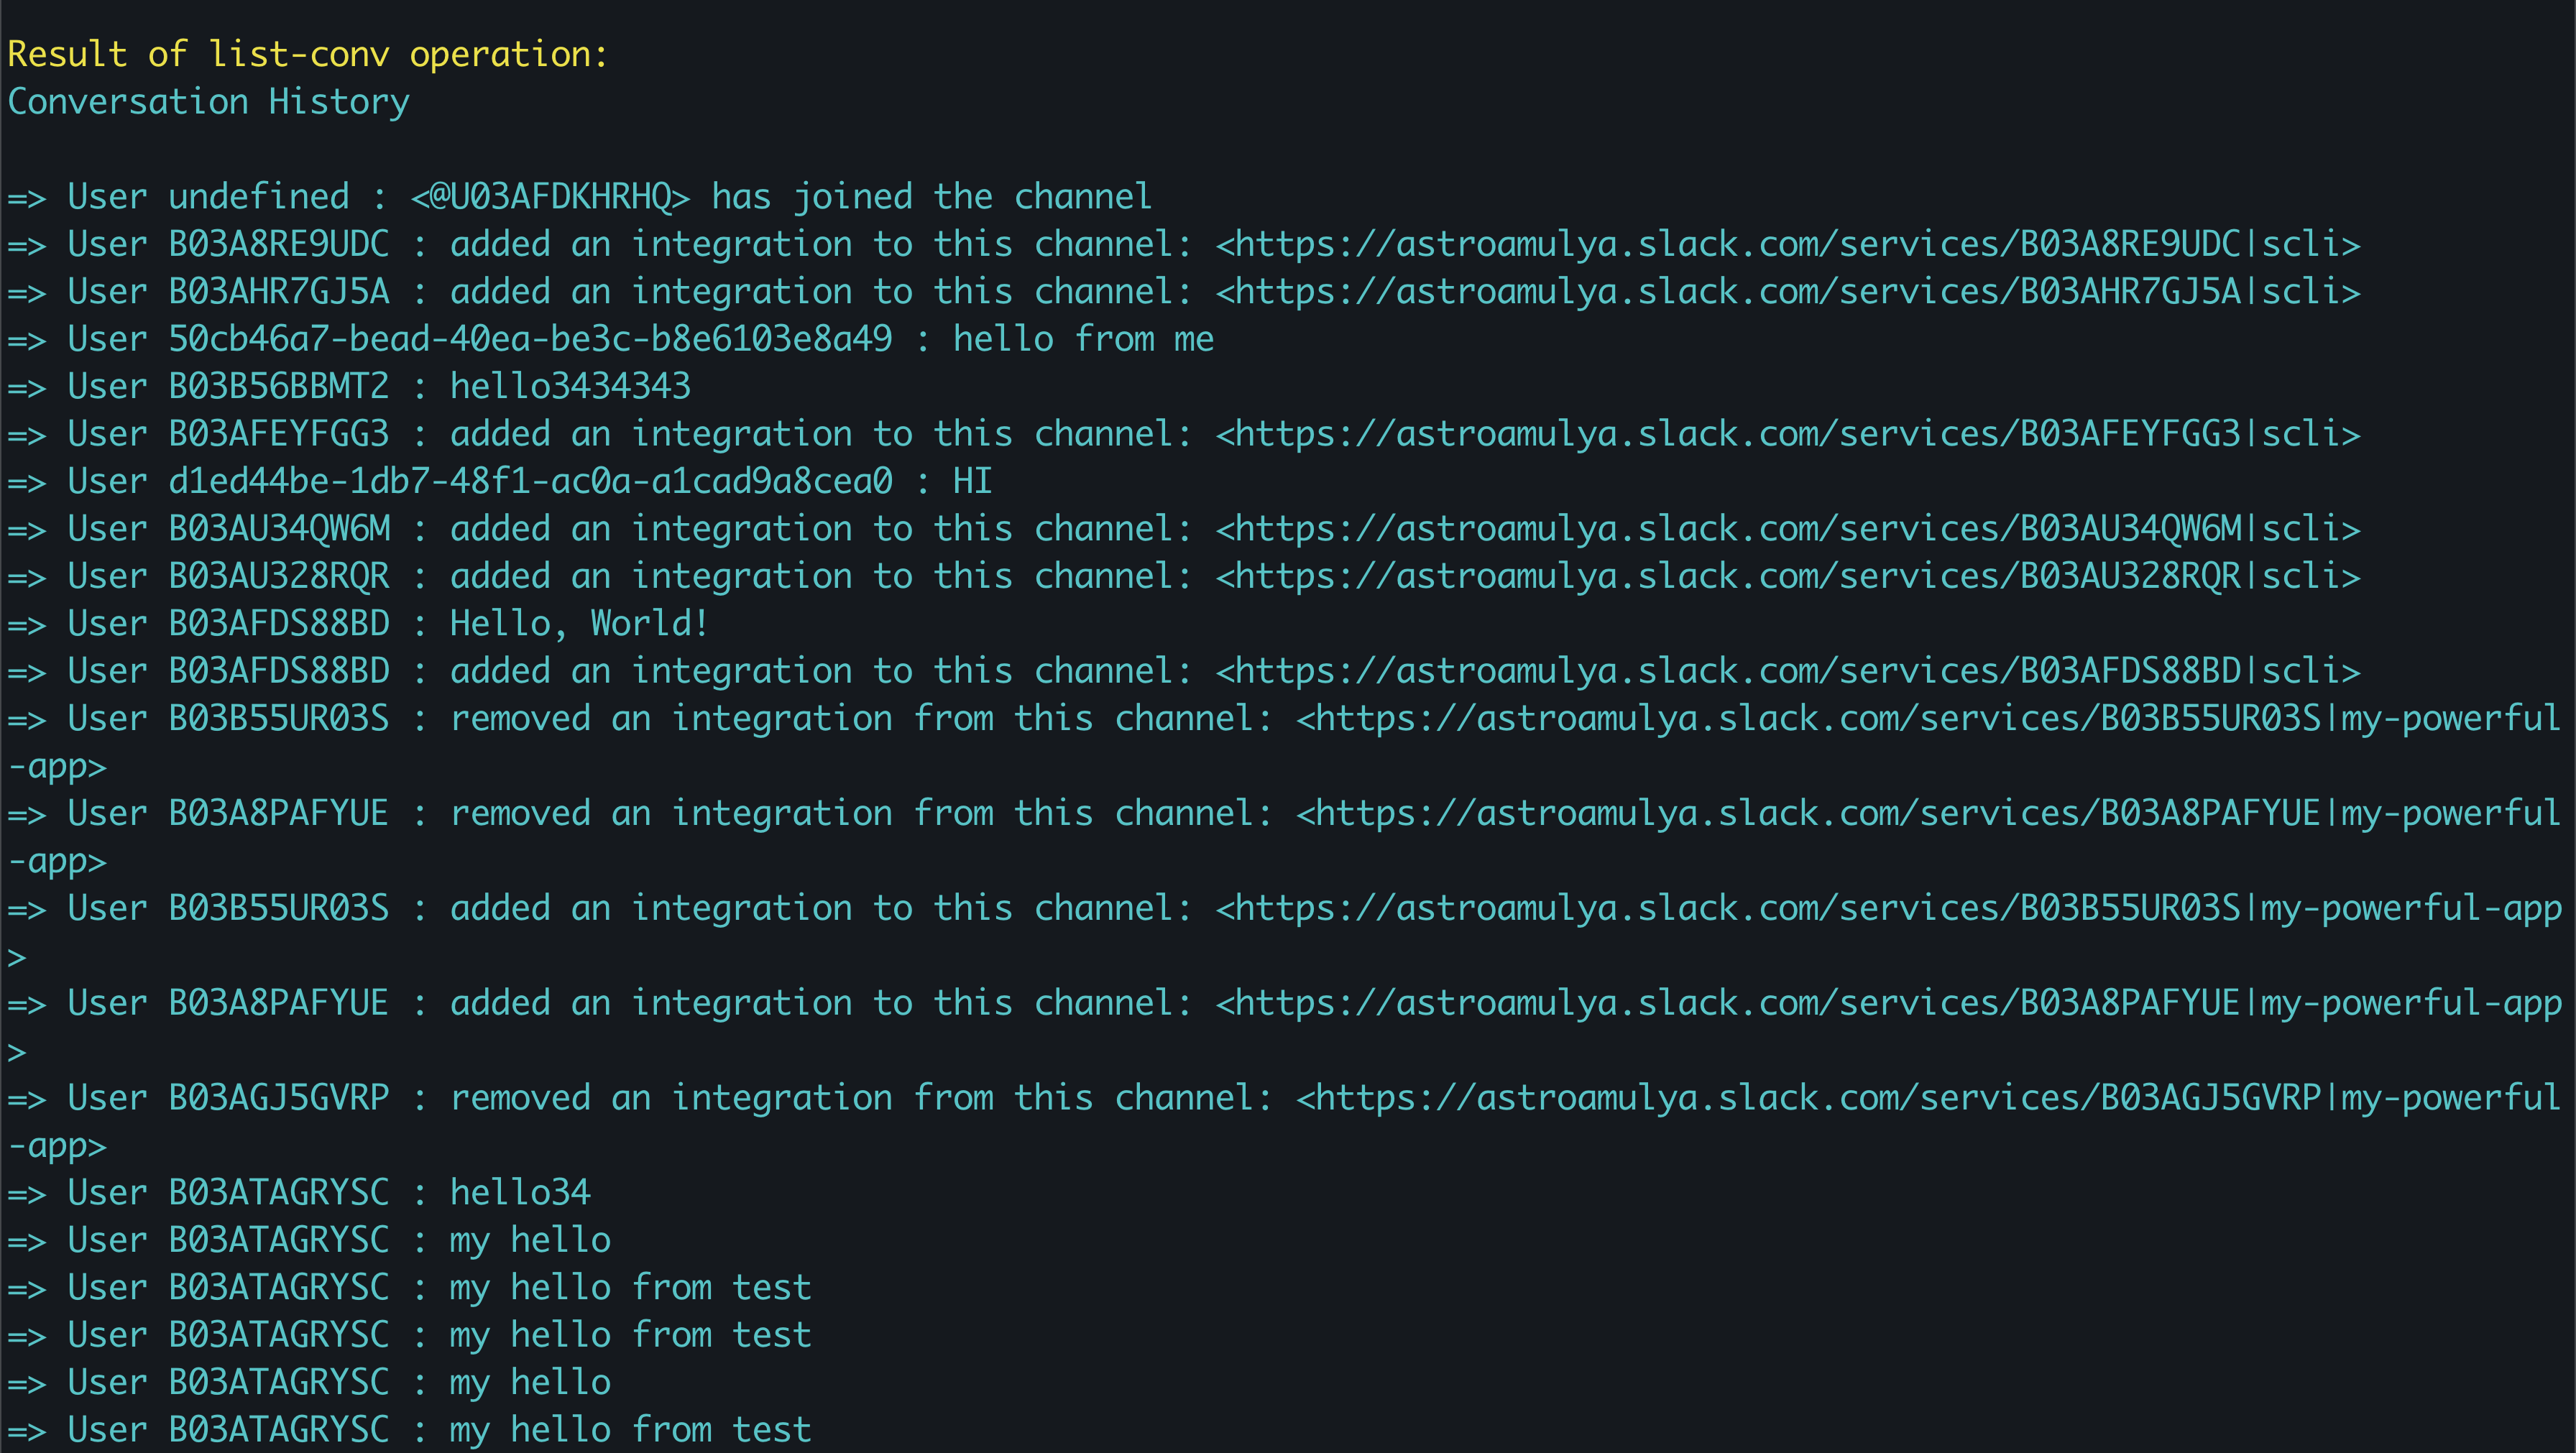 Result of list-conv operation:
Conversation History
=> User undefined : <@U03AFDKHRHQ> has joined the channel
=> User B03A8RE9UDC : added an integration to this channel: <https://astroamulya.slack.com/services/B03A8RE9UDC|scli>
=> User B03AHR7GJ5A : added an integration to this channel: <https://astroamulya.slack.com/services/B03AHR7GJ5A|scli>
=> User 50cb46a7-bead-40ea-be3c-b8e6103e8a49 : hello from me
=> User B03B56BBMT2 : hello3434343
=> User B03AFEYFGG3 : added an integration to this channel: <https://astroamulya.slack.com/services/B03AFEYFGG3|scli>
=> User d1ed44be-1db7-48f1-ac0a-a1cad9a8cea0 : HI
=> User B03AU34QW6M : added an integration to this channel: <https://astroamulya.slack.com/services/B03AU34QW6M|scli>
=> User B03AU328RQR : added an integration to this channel: <https://astroamulya.slack.com/services/B03AU328RQR|scli>
=> User B03AFDS88BD : Hello, World!
=> User B03AFDS88BD : added an integration to this channel: <https://astroamulya.slack.com/services/B03AFDS88BD|scli>
=> User B03B55UR03S : removed an integration from this channel: <https://astroamulya.slack.com/services/B03B55UR03S|my-powerful
-app>
=> User B03A8PAFYUE : removed an integration from this channel: <https://astroamulya.slack.com/services/B03A8PAFYUE|my-powerful
-app>
=> User B03B55UR03S : added an integration to this channel: <https://astroamulya.slack.com/services/B03B55UR03S|my-powerful-app
>
=> User B03A8PAFYUE : added an integration to this channel: <https://astroamulya.slack.com/services/B03A8PAFYUE|my-powerful-app
>
=> User B03AGJ5GVRP : removed an integration from this channel: <https://astroamulya.slack.com/services/B03AGJ5GVRP|my-powerful
-app>
=> User B03ATAGRYSC : hello34
=> User B03ATAGRYSC : my hello
=> User B03ATAGRYSC : my hello from test
=> User B03ATAGRYSC : my hello from test
=> User B03ATAGRYSC : my hello
=> User B03ATAGRYSC : my hello from test